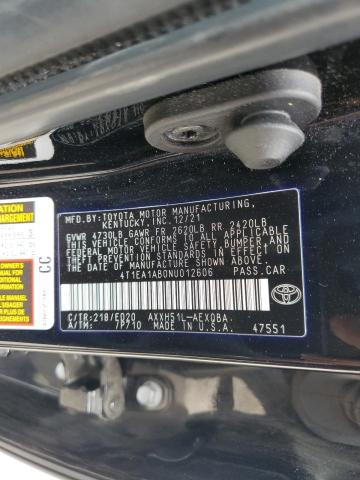 MFD.BY:TOYOTA MOTOR MANUFACTURING,
KENTUCKY,INC.12/21
GVWR 4730LB GAWR FR 2620LB RR 2420LB
THIS VEHICLE CONFORMS TO ALL APPLICABLE
FEDERAL MOTOR VEHICLE SAFETY, BUMPER, AND
THEFT PREVENTION STANDARDS IN EFFECT ON
THE DATE OF MANUFACTURE SHOWN ABOVE.
4T1EA1AB0NU012606 PASS.CAR
C/TR:218/ED20 AXXH51L-AEXQBA
A/TM: 7P710 MADE IN U.S.A. 47551
CC